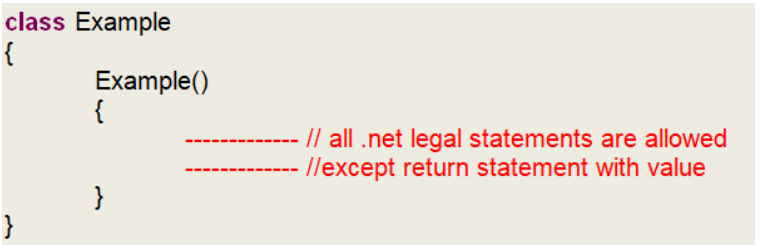 class Example
{
Example()
{
------------- // all .net legal statements are allowed
------------- //except return statement with value
}
}